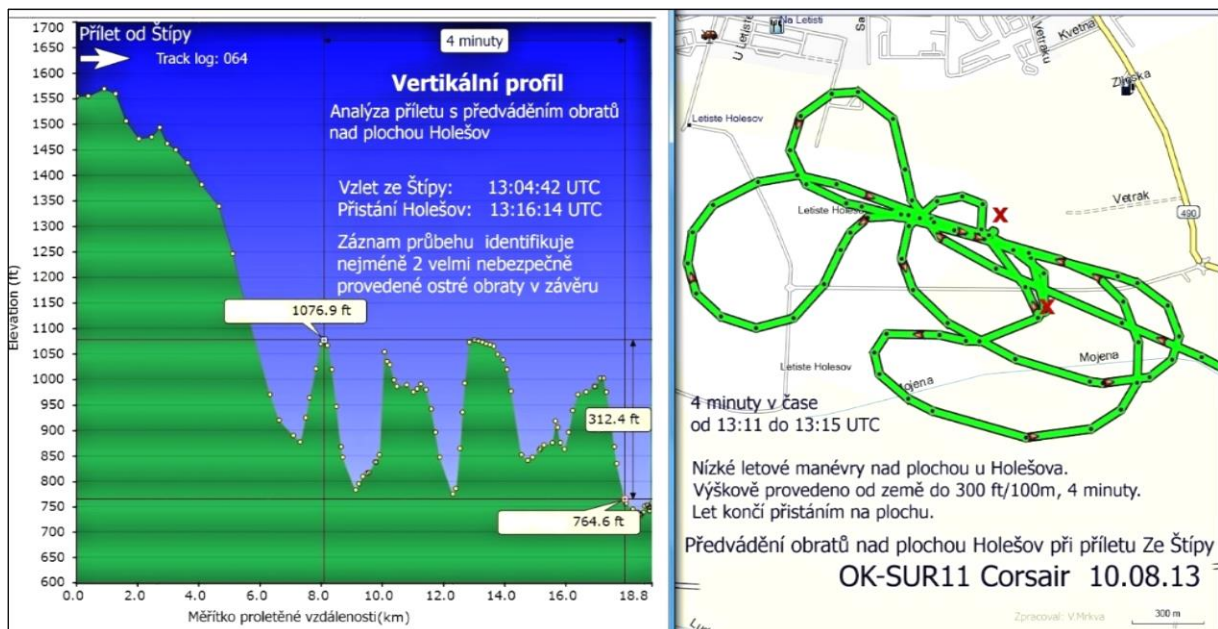 Přílet od Štípy
Track log: 064
4 minuty
Vertikální profil
Analýza příletu s předváděním obratů
nad plochou Holešov
Vzlet ze Štípy: 13:04:42 UTC
Přistání Holešov: 13:16:14 UTC
Záznam průbehu identifikuje
nejméně 2 velmi nebezpečně
provedené ostré obraty v závěru
1076.9 ft
312.4 ft
764.6 ft
Elevation (ft)
1700
1650
1600
1550
1500
1450
1400
1350
1300
1250
1200
1150
1100
1050
1000
950
900
850
800
750
700
650
600
0.0 2.0 4.0 6.0 8.0 10.0 12.0 14.0 16.0 18.8
Měřítko proletěné vzdálenosti(km)
Na Letisti
U Letiste
Sa
Vetraku
Kvetna
Zlinska
Letiste Holesov
Vetrak
490
Letiste Holesov
X
X
Letiste Holesov
Mojena
Mojena
4 minuty v čase
od 13:11 do 13:15 UTC
Nízké letové manévry nad plochou u Holešova.
Výškově provedeno od země do 300 ft/100m, 4 minuty.
Let končí přistáním na plochu.
Předvádění obratů nad plochou Holešov při příletu Ze Štípy
OK-SUR11 Corsair 10.08.13
Zpracoval: V.Mrkva
300 m